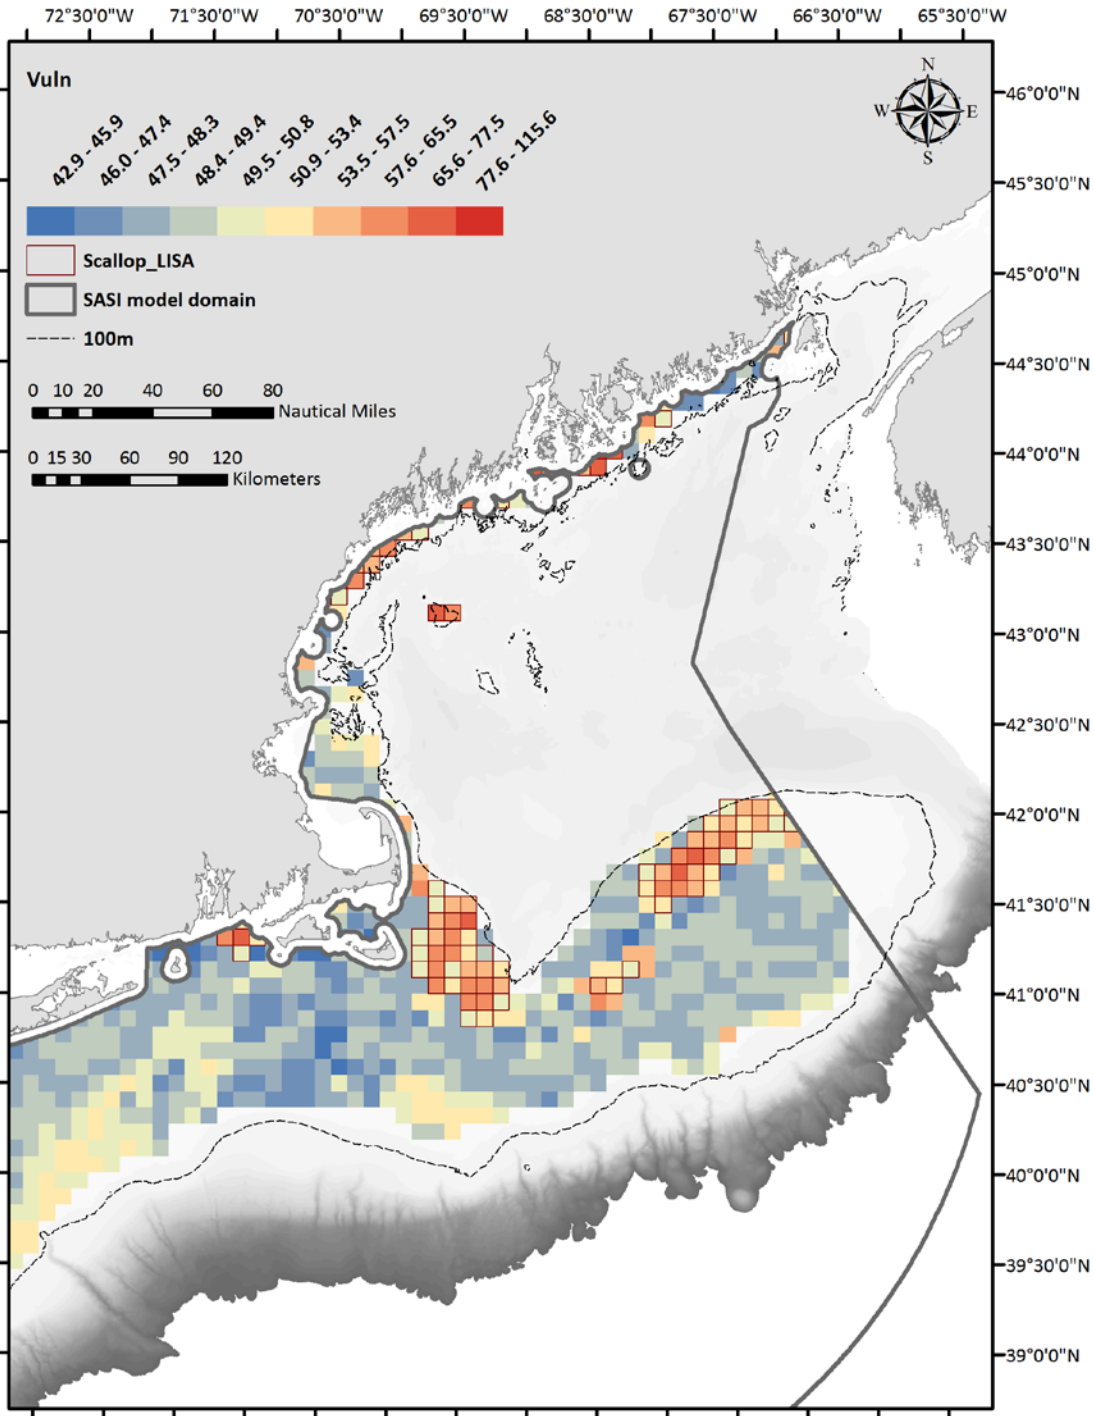 72°30'0"W 71°30'0"W 70°30'0"W 69°30'0"W 68°30'0"W 67°30'0"W 66°30'0"W 65°30'0"W
Vuln
42.9 - 45.9
46.0 - 47.4
47.5 - 48.3
48.4 - 49.4
49.5 - 50.8
50.9 - 53.4
53.5 - 57.5
57.6 - 65.5
65.6 - 77.5
77.6 - 115.6
Scallop_LISA
SASI model domain
100m
0 10 20 40 60 80
Nautical Miles
0 15 30 60 90 120
Kilometers
N
W E
S
46°0'0"N
45°30'0"N
45°0'0"N
44°30'0"N
44°0'0"N
43°30'0"N
43°0'0"N
42°30'0"N
42°0'0"N
41°30'0"N
41°0'0"N
40°30'0"N
40°0'0"N
39°30'0"N
39°0'0"N